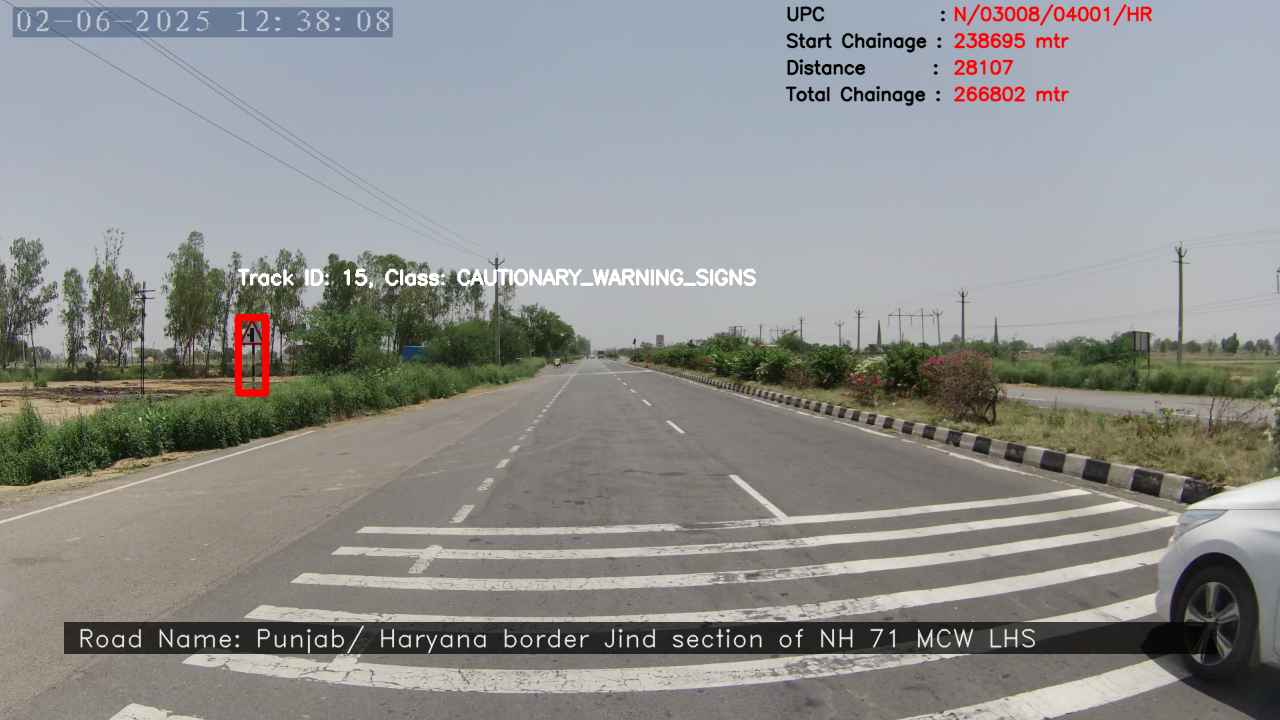 02-06-2025 12:38:08
UPC : N/03008/04001/HR
Start Chainage : 238695 mtr
Distance : 28107
Total Chainage : 266802 mtr
Track ID: 15, Class: CAUTIONARY_WARNING_SIGNS
Road Name: Punjab/ Haryana border Jind section of NH 71 MCW LHS